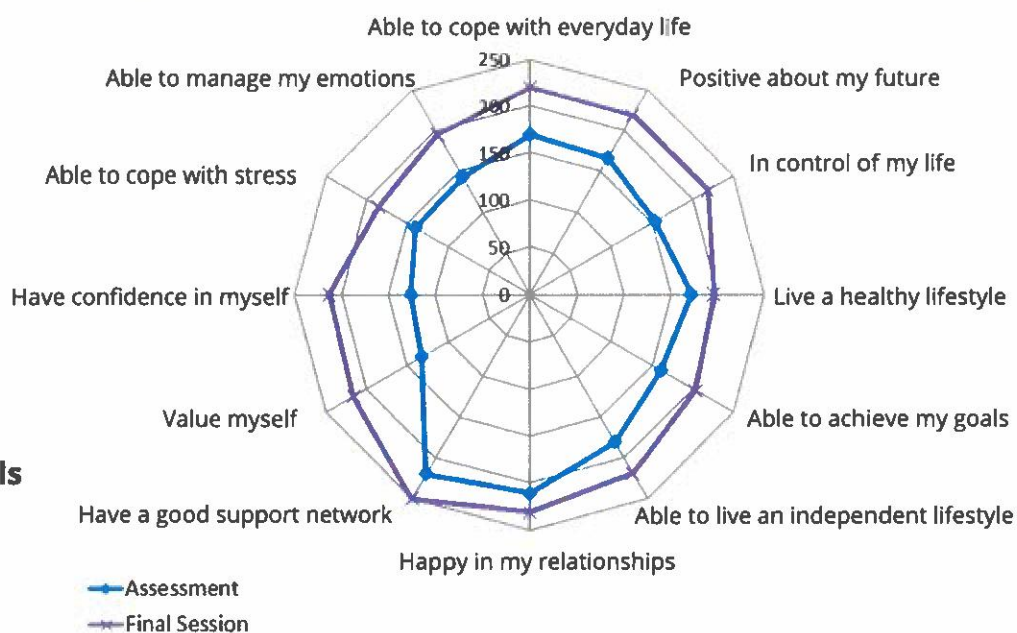 Able to cope with everyday life
250
Able to manage my emotions
Positive about my future
200
150
Able to cope with stress
In control of my life
100
50
Have confidence in myself
0
Live a healthy lifestyle
Value myself
Able to achieve my goals
ls
Have a good support network
Able to live an independent lifestyle
Happy in my relationships
Assessment
Final Session